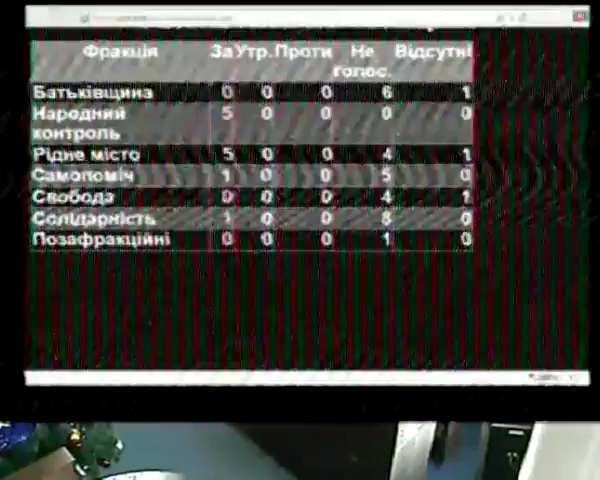 Фракція За Утр. Проти Не голос. Відсутні
Батьківщина 0 0 0 6 1
Народний контроль 5 0 0 0 0
Рідне місто 5 0 0 4 1
Самопоміч 1 0 0 5 0
Свобода 0 0 0 4 1
Солідарність 1 0 0 8 0
Позафракційні 0 0 0 1 0